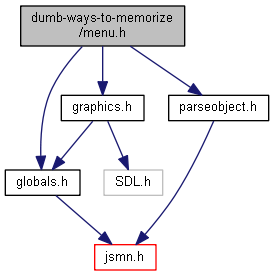 dumb-ways-to-memorize
/menu.h
graphics.h
parseobject.h
globals.h
SDL.h
jsmn.h